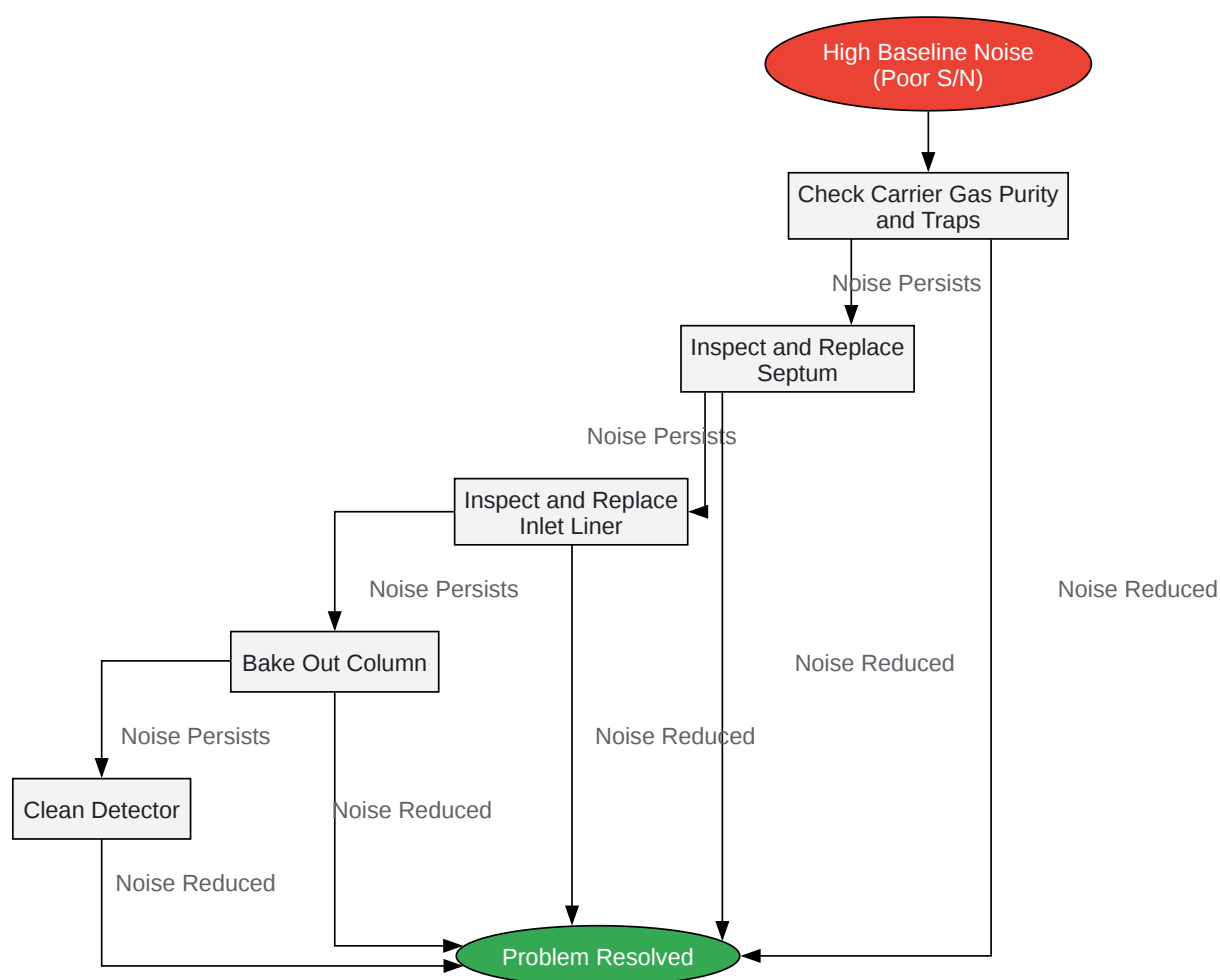 High Baseline Noise
(Poor S/N)
Check Carrier Gas Purity
and Traps
Noise Persists
Inspect and Replace
Septum
Noise Persists
Inspect and Replace
Inlet Liner
Noise Persists
Noise Reduced
Bake Out Column
Noise Reduced
Noise Persists
Noise Reduced
Clean Detector
Noise Reduced
Noise Reduced
Problem Resolved